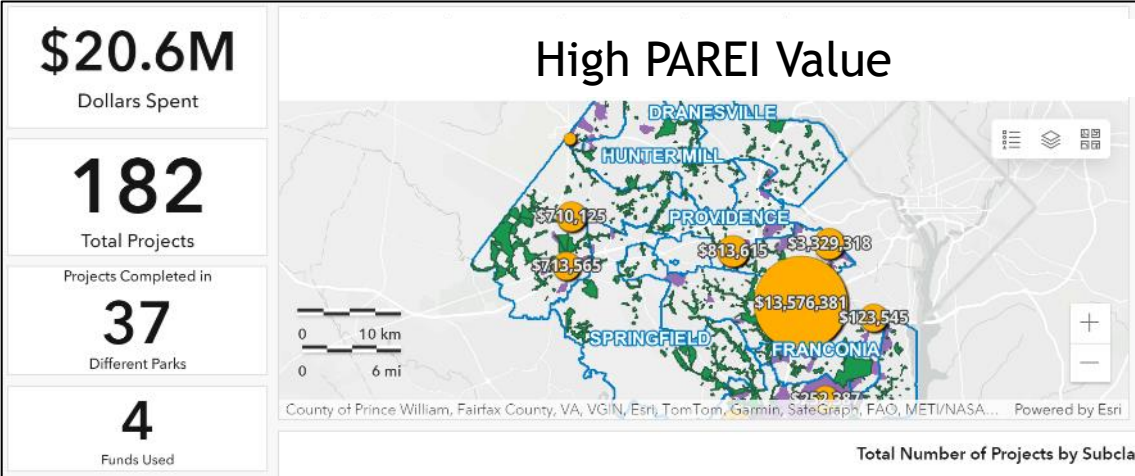 $20.6M
Dollars Spent
182
Total Projects
Projects Completed in
37
Different Parks
4
Funds Used
High PAREI Value
DRANESVILLE
HUNTER MILL
$710,125
PROVIDENCE
$813,615
$3,329,318
$713,565
$13,576,381
$123,545
0 10 km
SPRINGFIELD
FRANCONIA
0 6 mi
$252,387
County of Prince William, Fairfax County, VA, VGIN, Esri, TomTom, Garmin, SafeGraph, FAO, METI/NASA... Powered by Esri
Total Number of Projects by Subcla